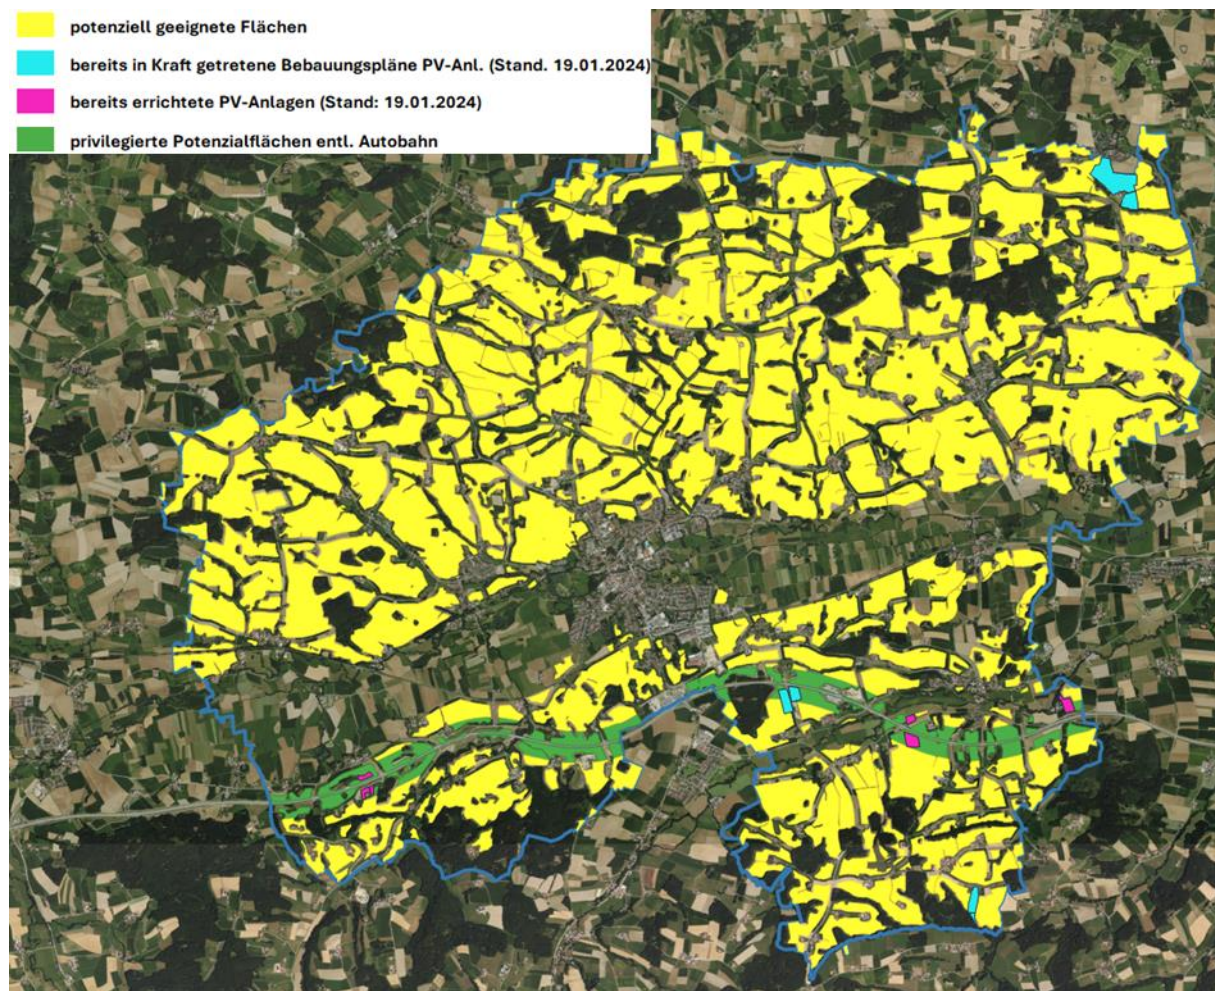 potenziell geeignete Flächen
bereits in Kraft getretene Bebauungspläne PV-Anl. (Stand. 19.01.2024)
bereits errichtete PV-Anlagen (Stand: 19.01.2024)
privilegierte Potenzialflächen entl. Autobahn